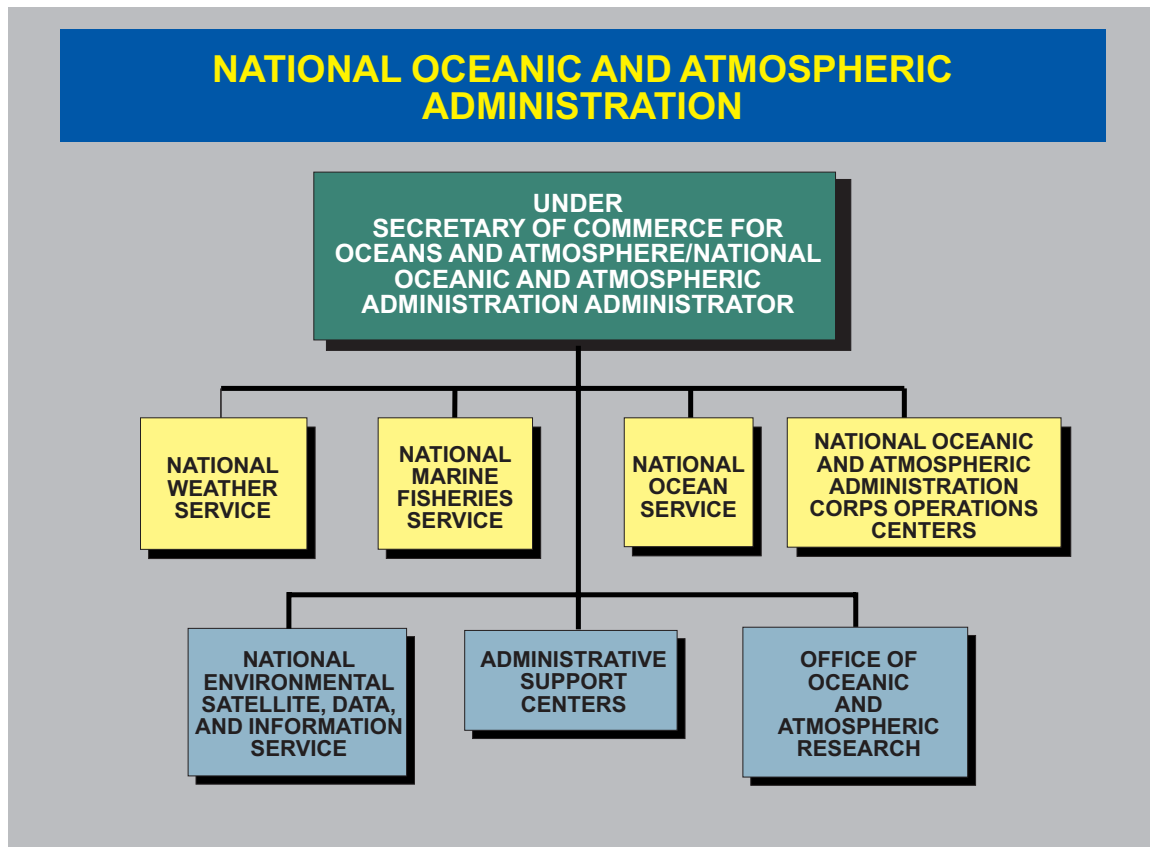 NATIONAL OCEANIC AND ATMOSPHERIC
ADMINISTRATION
UNDER
SECRETARY OF COMMERCE FOR
OCEANS AND ATMOSPHERE/NATIONAL
OCEANIC AND ATMOSPHERIC
ADMINISTRATION ADMINISTRATOR
NATIONAL
WEATHER
SERVICE
NATIONAL
MARINE
FISHERIES
SERVICE
NATIONAL
OCEAN
SERVICE
NATIONAL OCEANIC
AND ATMOSPHERIC
ADMINISTRATION
CORPS OPERATIONS
CENTERS
NATIONAL
ENVIRONMENTAL
SATELLITE, DATA,
AND INFORMATION
SERVICE
ADMINISTRATIVE
SUPPORT
CENTERS
OFFICE OF
OCEANIC
AND
ATMOSPHERIC
RESEARCH